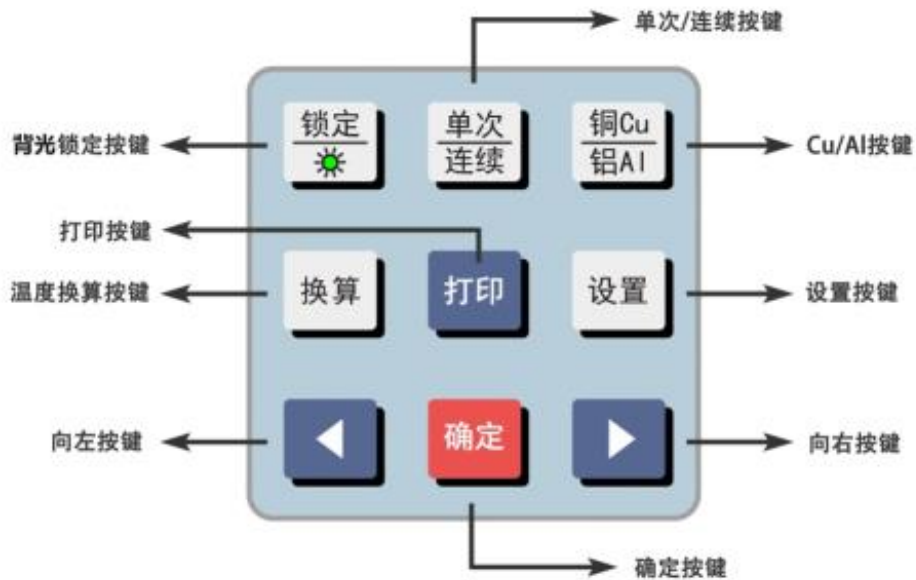 单次/连续按键
锁定
单次
连续
铜Cu
铝Al
背光锁定按键
Cu/Al按键
打印按键
换算
打印
设置
温度换算按键
设置按键
确定
向左按键
向右按键
确定按键